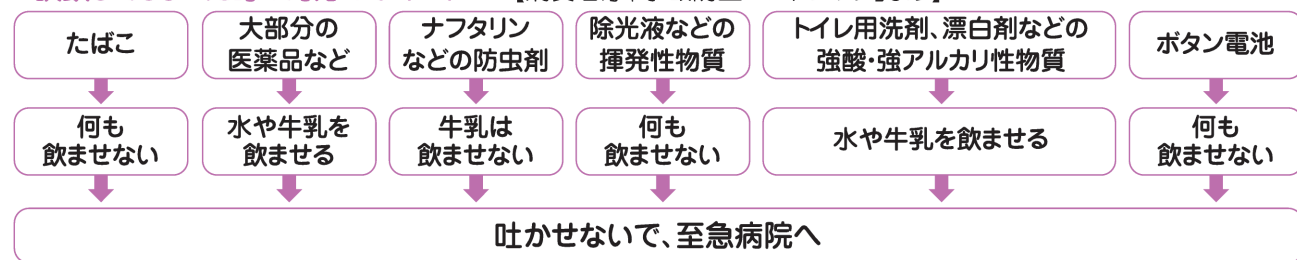 たばこ
大部分の
医薬品など
ナフタリン
などの防虫剤
除光液などの
揮発性物質
トイレ用洗剤、漂白剤などの
強酸・強アルカリ性物質
ボタン電池
何も
飲ませない
水や牛乳を
飲ませる
牛乳は
飲ませない
何も
飲ませない
水や牛乳を飲ませる
何も
飲ませない
吐かせないで、至急病院へ